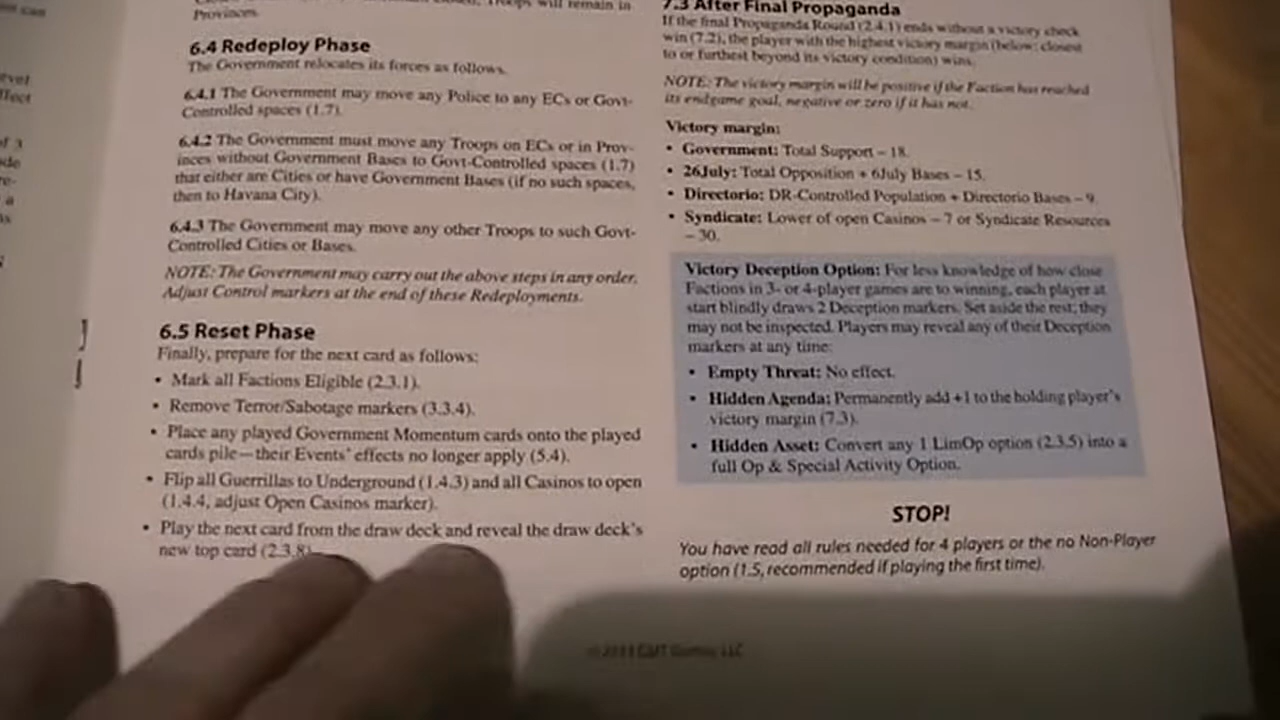 Troops will remain in
Provinces.
6.4 Redeploy Phase
The Government relocates its forces as follows.
6.4.1 The Government may move any Police to any ECs or Govt-
Controlled spaces (1.7).
6.4.2 The Government must move any Troops on ECs or in Prov-
inces without Government Bases to Govt-Controlled spaces (1.7)
that either are Cities or have Government Bases (if no such spaces,
then to Havana City).
6.4.3 The Government may move any other Troops to such Govt-
Controlled Cities or Bases.
NOTE: The Government may carry out the above steps in any order.
Adjust Control markers at the end of these Redeployments.
6.5 Reset Phase
Finally, prepare for the next card as follows:
• Mark all Factions Eligible (2.3.1).
• Remove Terror/Sabotage markers (3.3.4).
• Place any played Government Momentum cards onto the played
cards pile—their Events' effects no longer apply (5.4).
• Flip all Guerrillas to Underground (1.4.3) and all Casinos to open
(1.4.4, adjust Open Casinos marker).
• Play the next card from the draw deck and reveal the draw deck's
new top card (2.3.8).
7.3 After Final Propaganda
If the final Propaganda Round (2.4.1) ends without a victory check
win (7.2), the player with the highest victory margin (below; closest
to or furthest beyond its victory condition) wins.
NOTE: The victory margin will be positive if the Faction has reached
its endgame goal, negative or zero if it has not.
Victory margin:
• Government: Total Support – 18.
• 26July: Total Opposition + 6July Bases – 15.
• Directorio: DR-Controlled Population + Directorio Bases – 9.
• Syndicate: Lower of open Casinos – 7 or Syndicate Resources
– 30.
Victory Deception Option: For less knowledge of how close
Factions in 3- or 4-player games are to winning, each player at
start blindly draws 2 Deception markers. Set aside the rest; they
may not be inspected. Players may reveal any of their Deception
markers at any time:
• Empty Threat: No effect.
• Hidden Agenda: Permanently add +1 to the holding player's
victory margin (7.3).
• Hidden Asset: Convert any 1 LimOp option (2.3.5) into a
full Op & Special Activity Option.
STOP!
You have read all rules needed for 4 players or the no Non-Player
option (1.5, recommended if playing the first time).
GMT Games, LLC